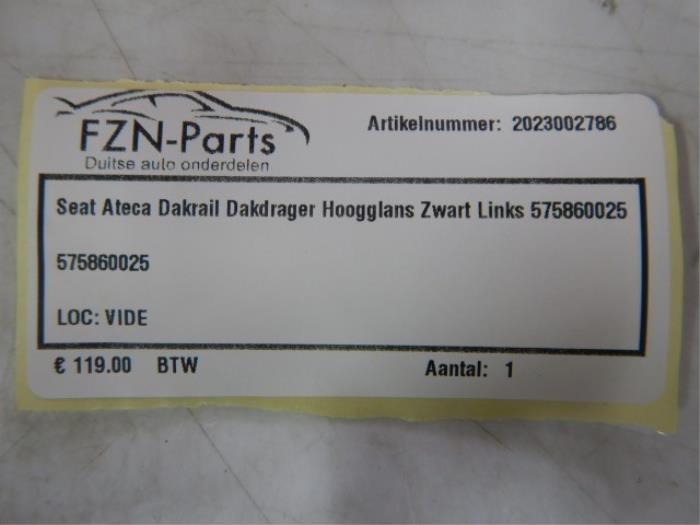 FZN-Parts
Duitse auto onderdelen
Artikelnummer: 2023002786
Seat Ateca Dakrail Dakdrager Hoogglans Zwart Links 575860025
575860025
LOC: VIDE
€ 119.00 BTW
Aantal: 1